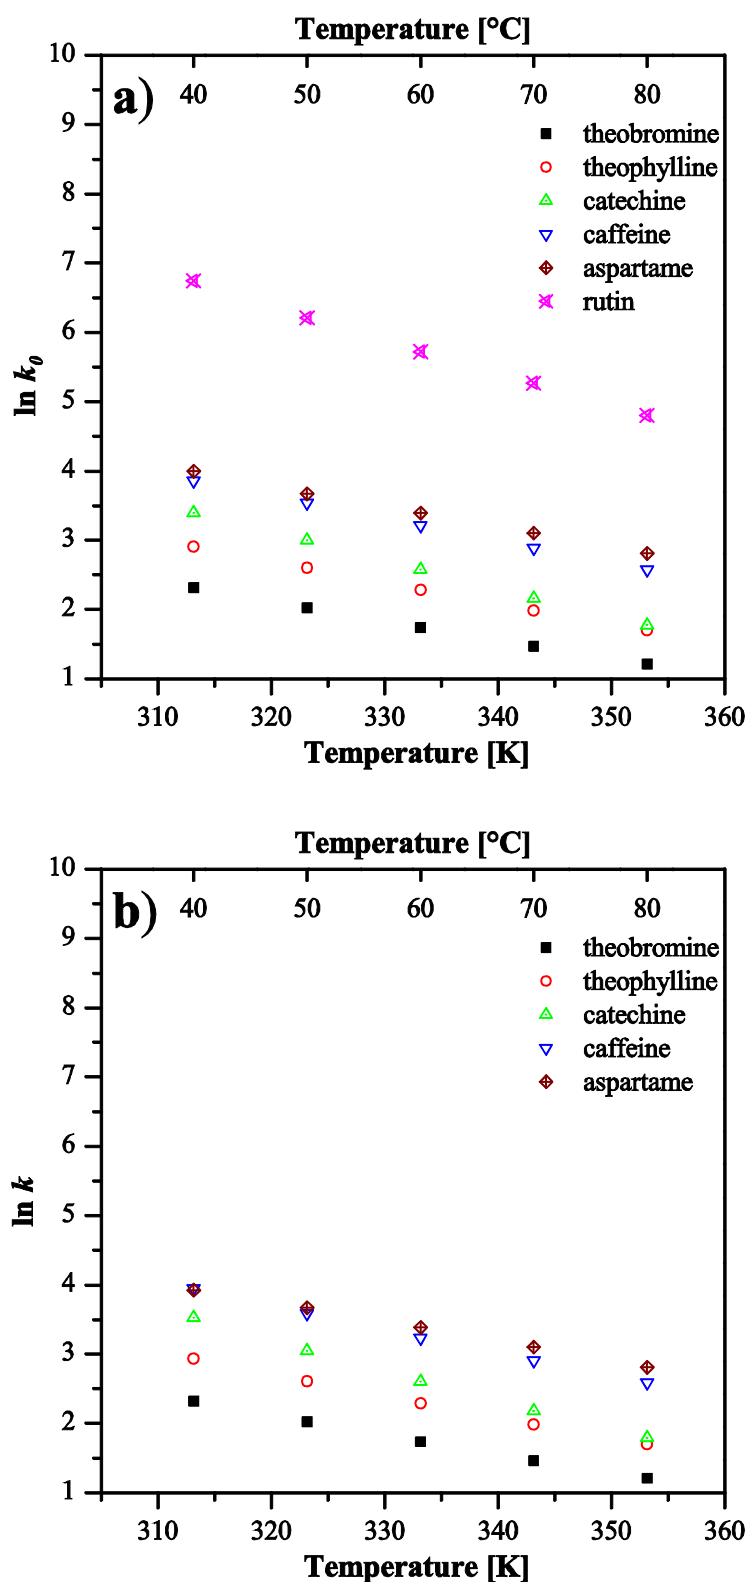 Temperature [°C]
a)
40 50 60 70 80
10
9
8
7
6
5
4
3
2
1
ln k₀
theobromine
theophylline
catechine
caffeine
aspartame
rutin
310 320 330 340 350 360
Temperature [K]
Temperature [°C]
b)
40 50 60 70 80
10
9
8
7
6
5
4
3
2
1
ln k
theobromine
theophylline
catechine
caffeine
aspartame
310 320 330 340 350 360
Temperature [K]